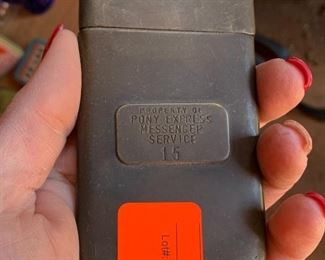 PROPERTY OF
PONY EXPRESS
MESSENGER
SERVICE
15
Lot#